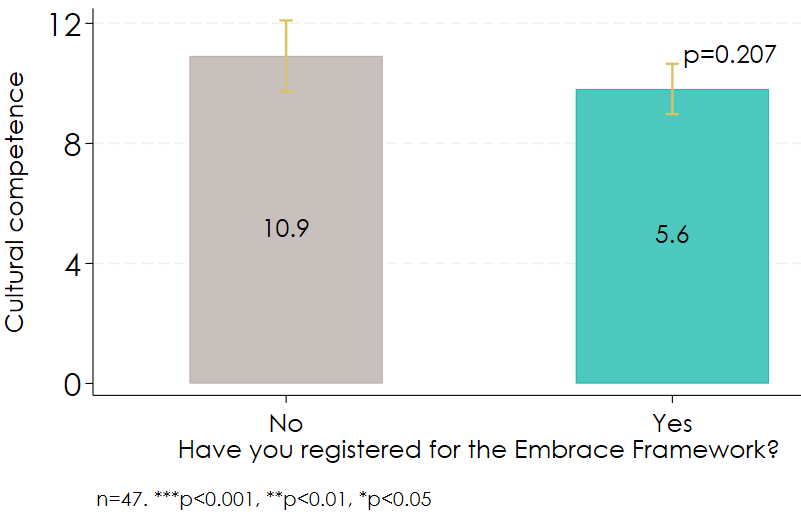 12
p=0.207
8
Cultural competence
10.9
5.6
4
0
No
Yes
Have you registered for the Embrace Framework?
n=47. ***p<0.001, **p<0.01, *p<0.05